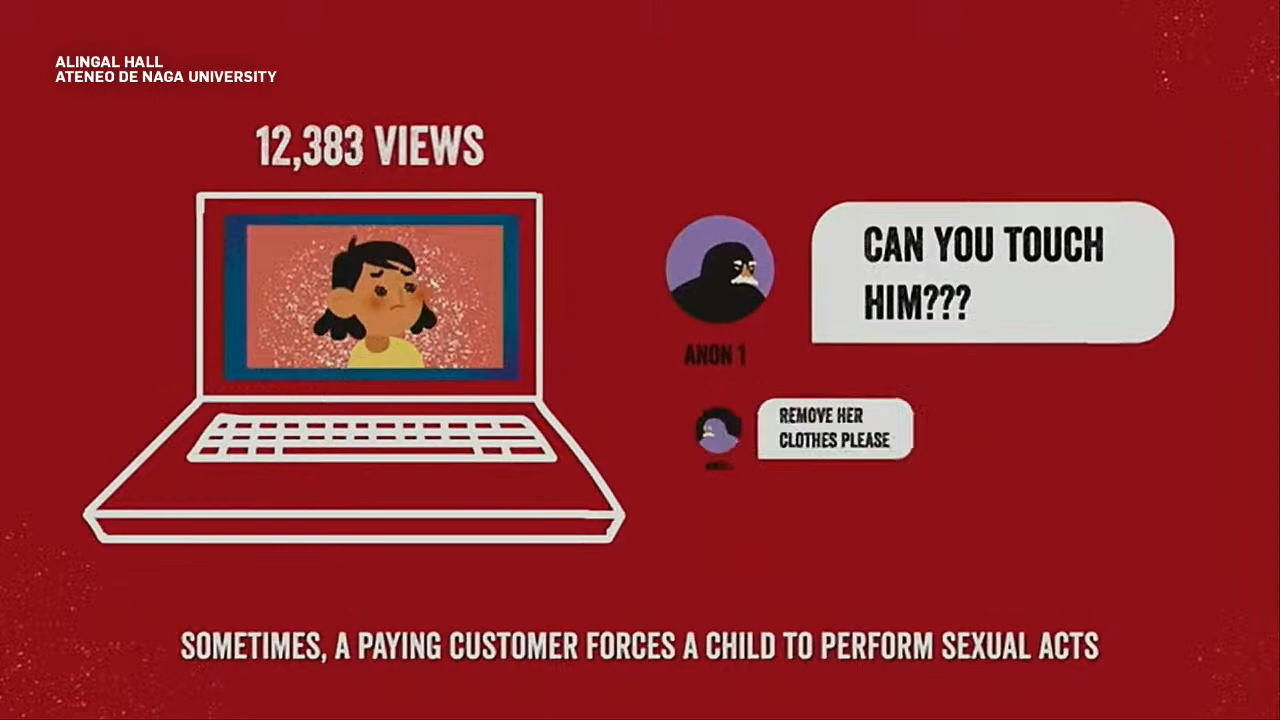 ALINGAL HALL
ATENEO DE NAGA UNIVERSITY
12,383 VIEWS
CAN YOU TOUCH
HIM???
ANON 1
REMOVE HER
CLOTHES PLEASE
SOMETIMES, A PAYING CUSTOMER FORCES A CHILD TO PERFORM SEXUAL ACTS